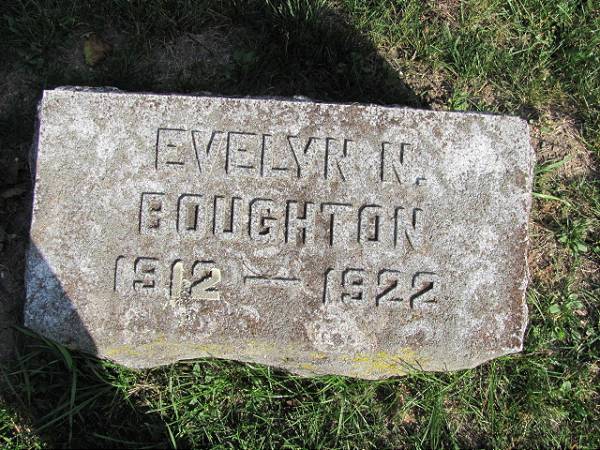 EVELYN N.
BOUGHTON
1912 — 1922